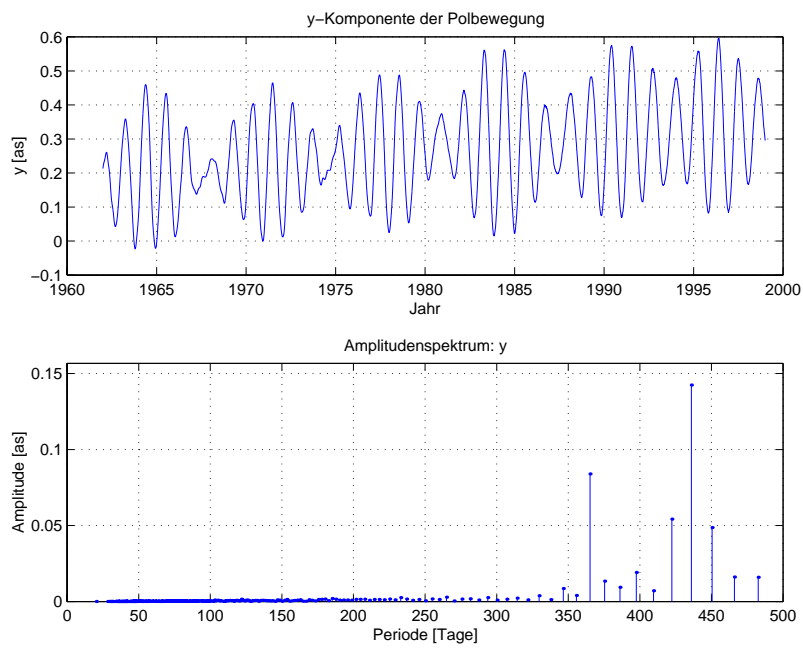 y−Komponente der Polbewegung
0.6
0.5
0.4
0.3
0.2
0.1
0
−0.1
y [as]
1960 1965 1970 1975 1980 1985 1990 1995 2000
Jahr
Amplitudenspektrum: y
0.15
0.1
0.05
0
Amplitude [as]
0 50 100 150 200 250 300 350 400 450 500
Periode [Tage]